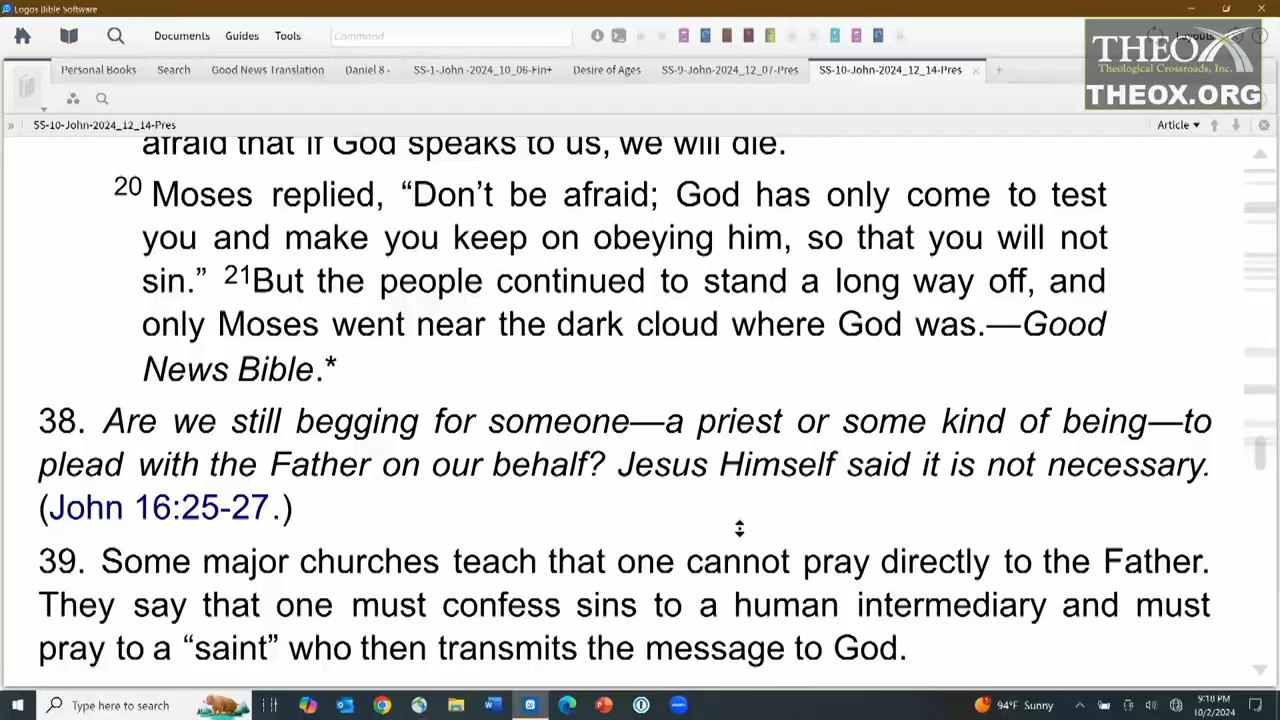 Logos Bible Software
Documents Guides Tools Command Layouts
THEOX
Theological Crossroads, Inc.
THEOX.ORG
Personal Books Search Good News Translation Daniel 8 - Desire of Ages SS-9-John-2024_12_07-Pres SS-10-John-2024_12_14-Pres
SS-10-John-2024_12_14-Pres Article
afraid that if God speaks to us, we will die.
20 Moses replied, “Don’t be afraid; God has only come to test
you and make you keep on obeying him, so that you will not
sin.” 21But the people continued to stand a long way off, and
only Moses went near the dark cloud where God was.—Good
News Bible.*
38. Are we still begging for someone—a priest or some kind of being—to
plead with the Father on our behalf? Jesus Himself said it is not necessary.
(John 16:25-27.)
39. Some major churches teach that one cannot pray directly to the Father.
They say that one must confess sins to a human intermediary and must
pray to a “saint” who then transmits the message to God.
Type here to search 94°F Sunny 9:18 PM
10/2/2024